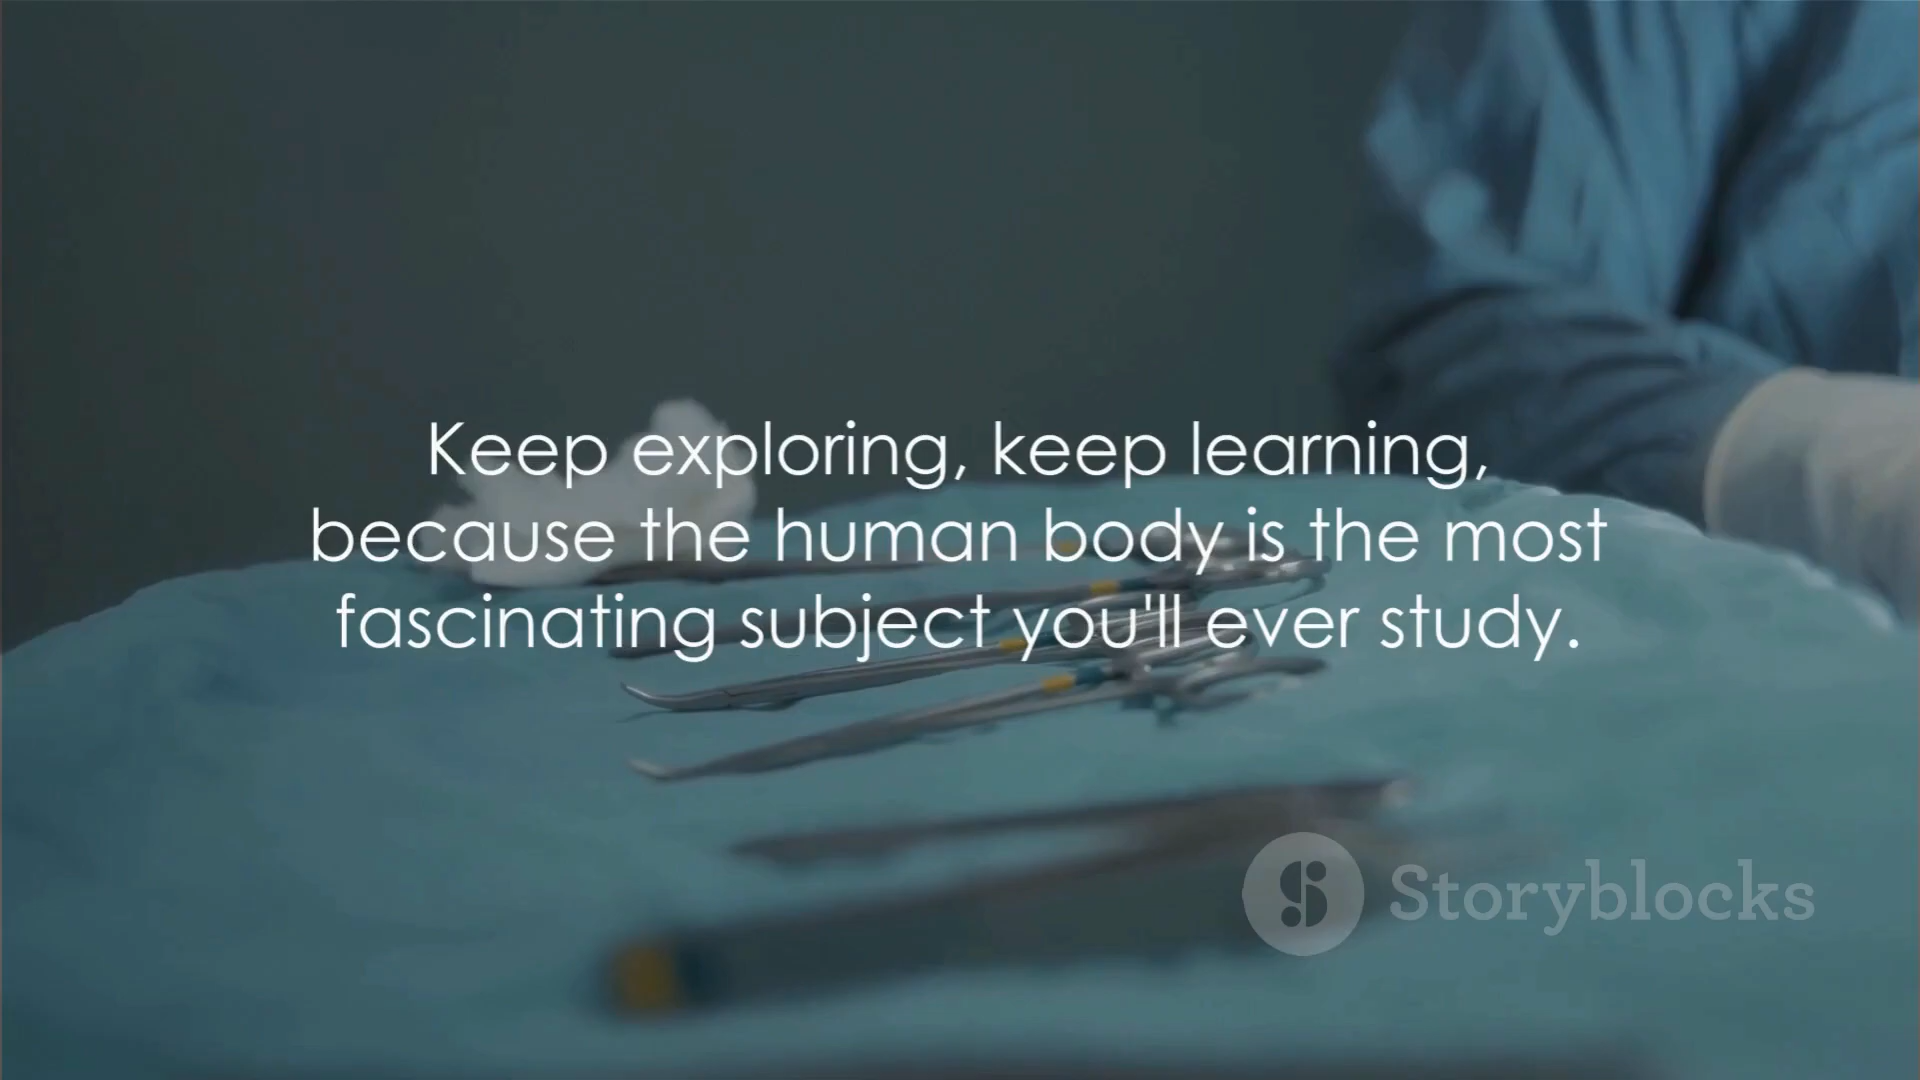 Keep exploring, keep learning,
because the human body is the most
fascinating subject you'll ever study.
Storyblocks